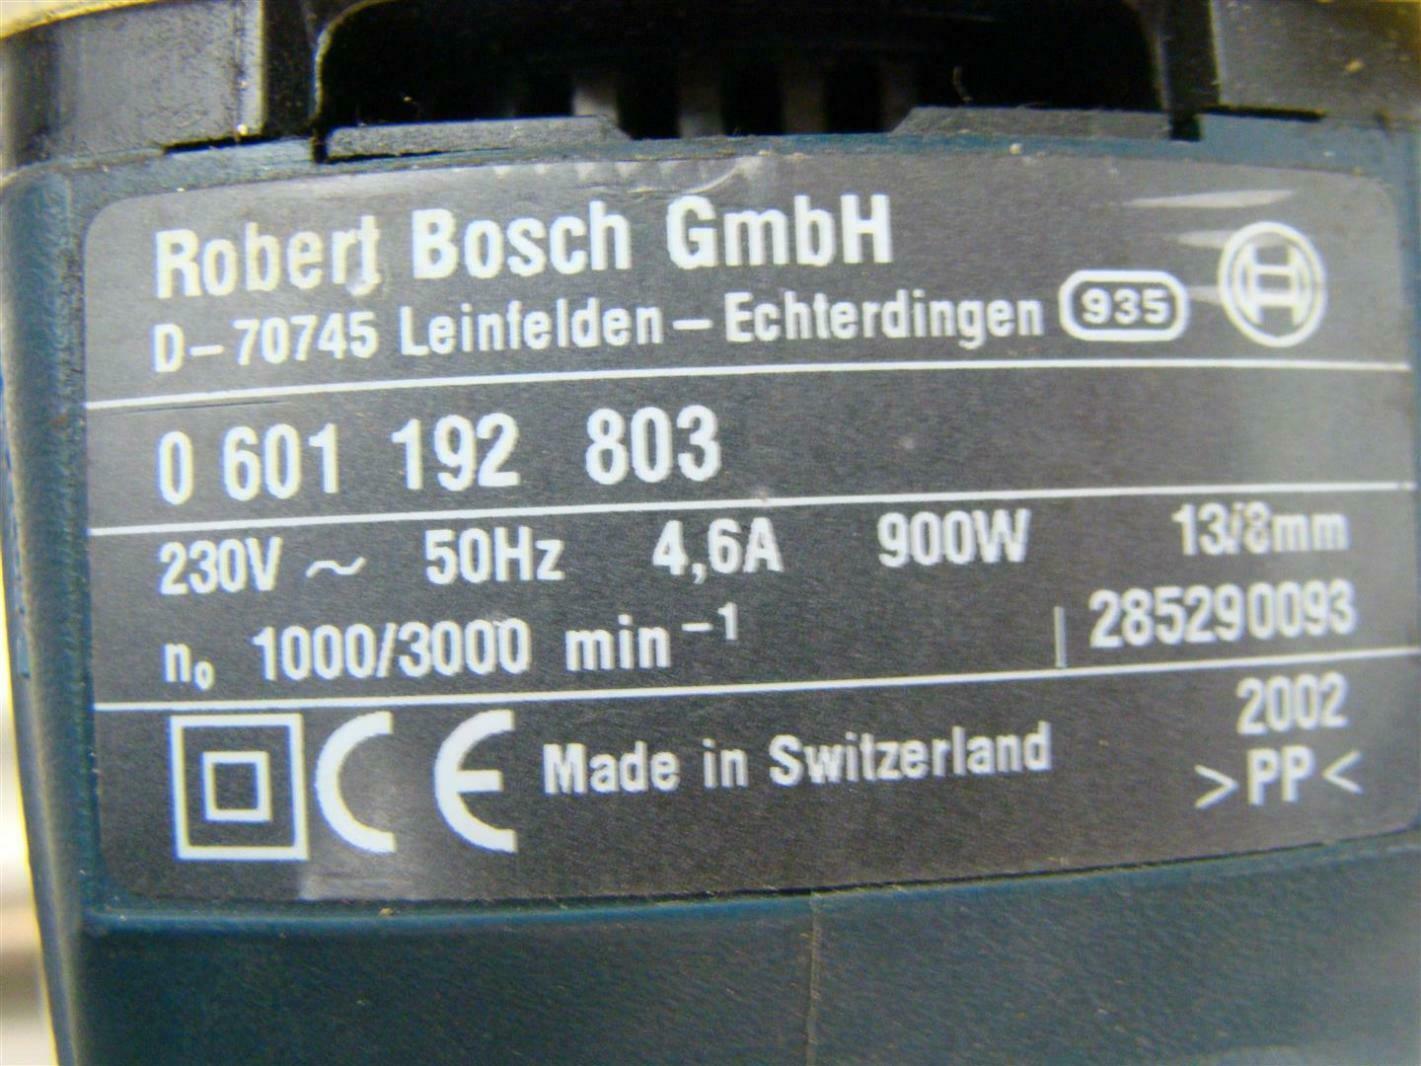 Robert Bosch GmbH
D-70745 Leinfelden - Echterdingen 935
0 601 192 803
230V ~ 50Hz 4,6A 900W 13/8mm
n₀ 1000/3000 min⁻¹ 285290093
2002
CE Made in Switzerland
>PP<